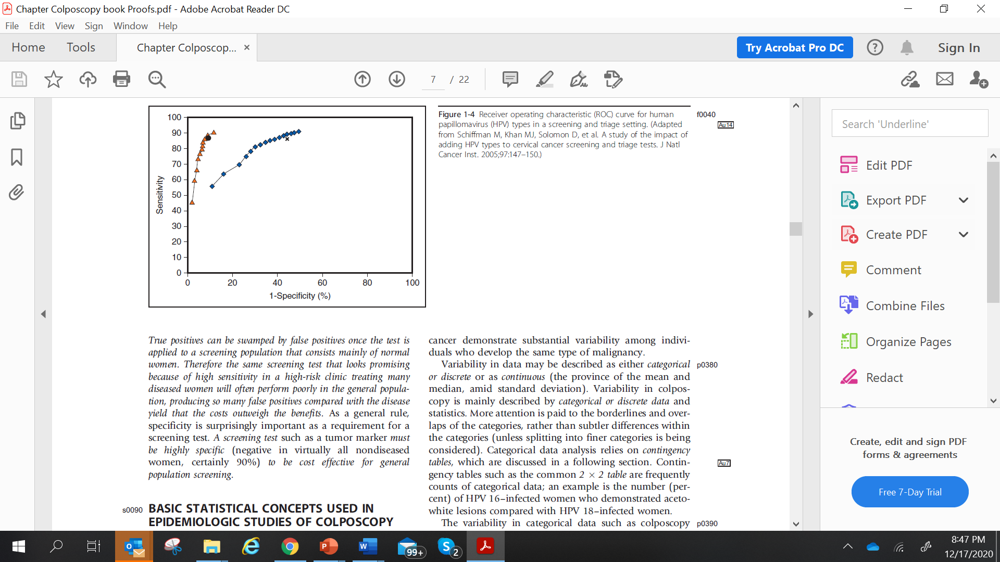 Chapter Colposcopy book Proofs.pdf - Adobe Acrobat Reader DC
File Edit View Sign Window Help
Home Tools Chapter Colposcop... ×
Try Acrobat Pro DC
Sign In
7 / 22
Search 'Underline'
Edit PDF
Export PDF
Create PDF
Comment
Combine Files
Organize Pages
Redact
Create, edit and sign PDF
forms & agreements
Free 7-Day Trial
100
90
80
70
60
50
40
30
20
10
0
Sensitivity
0 20 40 60 80 100
1-Specificity (%)
Figure 1-4 Receiver operating characteristic (ROC) curve for human
papillomavirus (HPV) types in a screening and triage setting. (Adapted
from Schiffman M, Khan MJ, Solomon D, et al. A study of the impact of
adding HPV types to cervical cancer screening and triage tests. J Natl
Cancer Inst. 2005;97:147–150.)
f0040
Au14
True positives can be swamped by false positives once the test is
applied to a screening population that consists mainly of normal
women. Therefore the same screening test that looks promising
because of high sensitivity in a high-risk clinic treating many
diseased women will often perform poorly in the general popula-
tion, producing so many false positives compared with the disease
yield that the costs outweigh the benefits. As a general rule,
specificity is surprisingly important as a requirement for a
screening test. A screening test such as a tumor marker must
be highly specific (negative in virtually all nondiseased
women, certainly 90%) to be cost effective for general
population screening.
s0090 BASIC STATISTICAL CONCEPTS USED IN
EPIDEMIOLOGIC STUDIES OF COLPOSCOPY
cancer demonstrate substantial variability among indivi-
duals who develop the same type of malignancy.
Variability in data may be described as either categorical p0380
or discrete or as continuous (the province of the mean and
median, amid standard deviation). Variability in colpos-
copy is mainly described by categorical or discrete data and
statistics. More attention is paid to the borderlines and over-
laps of the categories, rather than subtler differences within
the categories (unless splitting into finer categories is being
considered). Categorical data analysis relies on contingency
tables, which are discussed in a following section. Contin- Au7
gency tables such as the common 2 × 2 table are frequently
counts of categorical data; an example is the number (per-
cent) of HPV 16–infected women who demonstrated aceto-
white lesions compared with HPV 18–infected women.
The variability in categorical data such as colposcopy p0390
99+
2
8:47 PM
12/17/2020